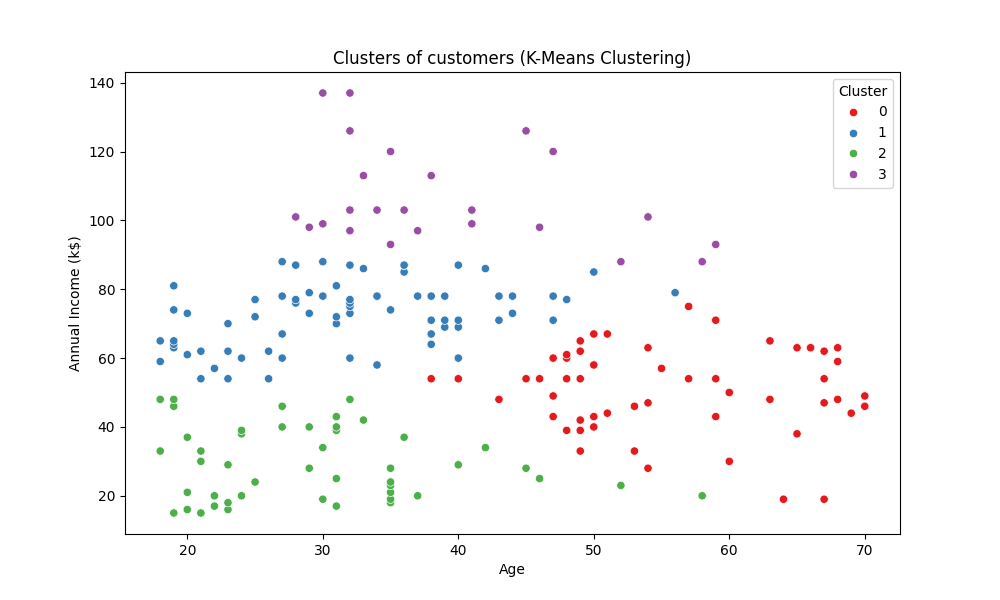 Clusters of customers (K-Means Clustering)
140
120
100
80
60
40
20
Annual Income (k$)
Cluster
0
1
2
3
20 30 40 50 60 70
Age